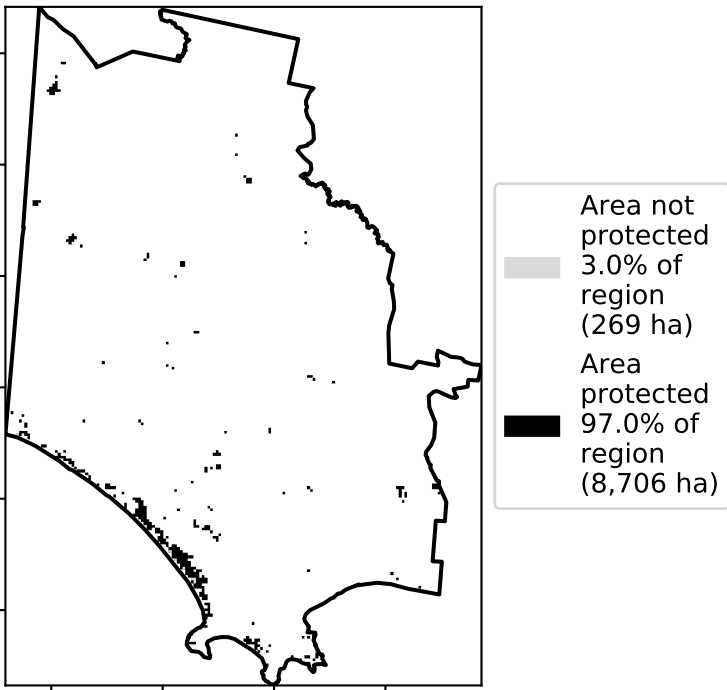 Area not
protected
3.0% of
region
(269 ha)
Area
protected
97.0% of
region
(8,706 ha)